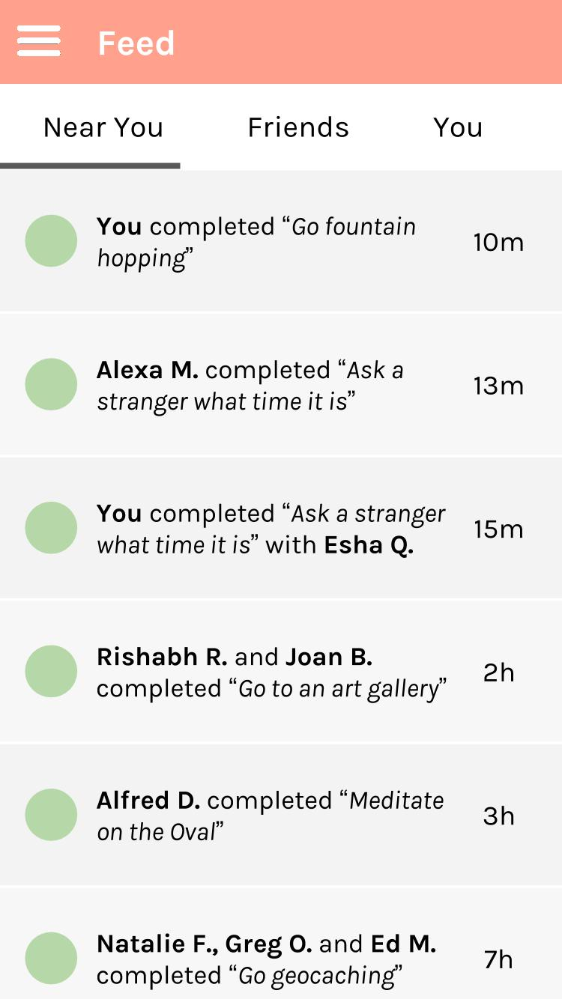 Feed
Near You Friends You
You completed “Go fountain
hopping”
10m
Alexa M. completed “Ask a
stranger what time it is”
13m
You completed “Ask a stranger
what time it is” with Esha Q.
15m
Rishabh R. and Joan B.
completed “Go to an art gallery”
2h
Alfred D. completed “Meditate
on the Oval”
3h
Natalie F., Greg O. and Ed M.
completed “Go geocaching”
7h